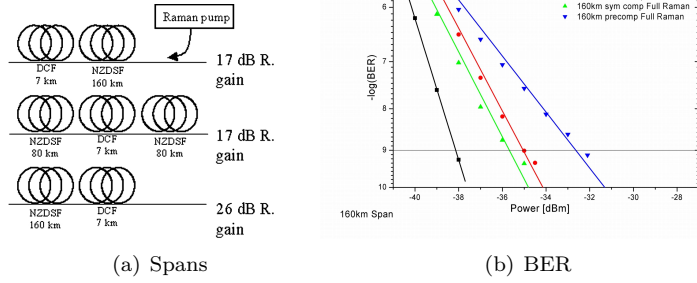 Raman pump
DCF
7 km
NZDSF
160 km
17 dB R.
gain
NZDSF
80 km
DCF
7 km
NZDSF
80 km
17 dB R.
gain
NZDSF
160 km
DCF
7 km
26 dB R.
gain
(a) Spans
160km sym comp Full Raman
160km precomp Full Raman
-log(BER)
6
7
8
9
10
-40
-38
-36
-34
-32
-30
-28
Power [dBm]
160km Span
(b) BER